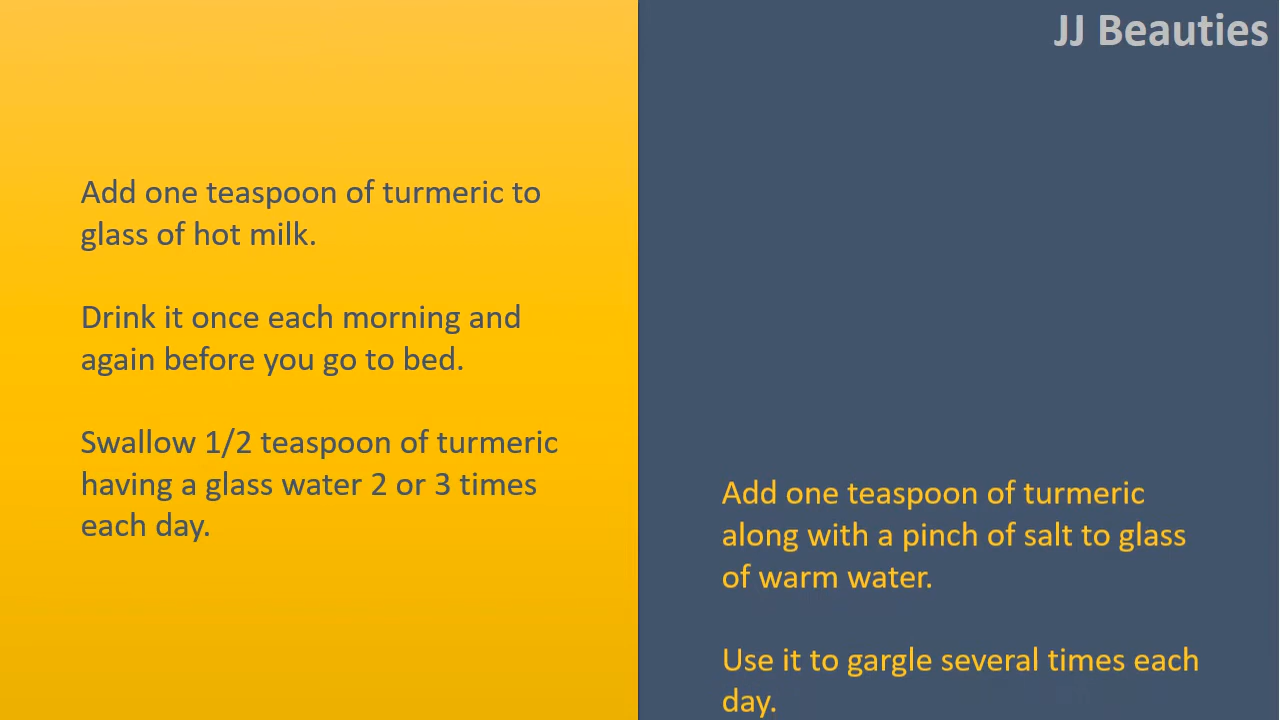 JJ Beauties
Add one teaspoon of turmeric to
glass of hot milk.
Drink it once each morning and
again before you go to bed.
Swallow 1/2 teaspoon of turmeric
having a glass water 2 or 3 times
each day.
Add one teaspoon of turmeric
along with a pinch of salt to glass
of warm water.
Use it to gargle several times each
day.